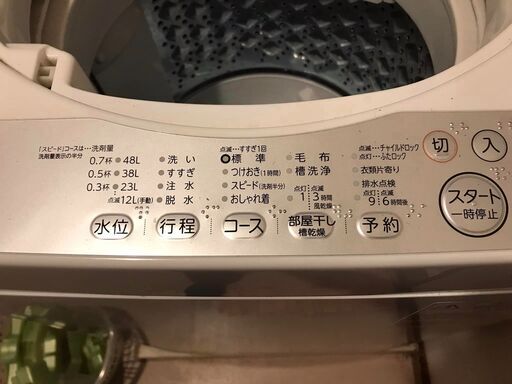 「スピード」コースは…洗剤量
洗剤量表示の半分
0.7杯 48L
0.5杯 38L
0.3杯 23L
点滅12L(手動)
水位
洗い
すすぎ
注水
脱水
行程
点滅…すすぎ1回
標準
つけおき(1時間)
スピード(洗剤半分)
おしゃれ着
コース
毛布
槽洗浄
点灯 点滅
1 3時間
風乾燥
部屋干し
槽乾燥
点滅…チャイルドロック
点灯…ふたロック
衣類片寄り
排水点検
点灯 点滅
9 6時間後
予約
切
入
スタート
一時停止